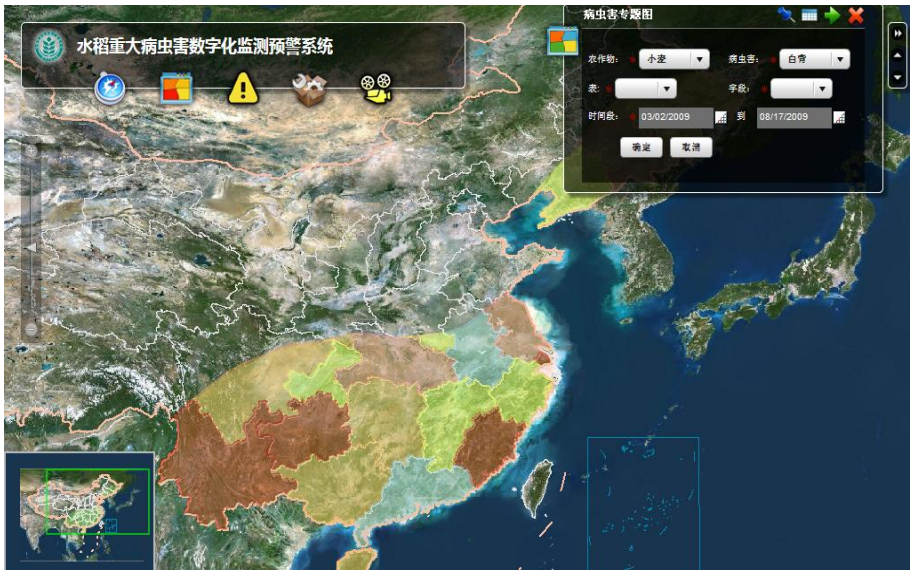 水稻重大病虫害数字化监测预警系统
病虫害专题图
农作物: * 小麦 病虫害: * 白穗
表: * 字段: *
时间段: * 03/02/2009 到 08/17/2009
确定 取消